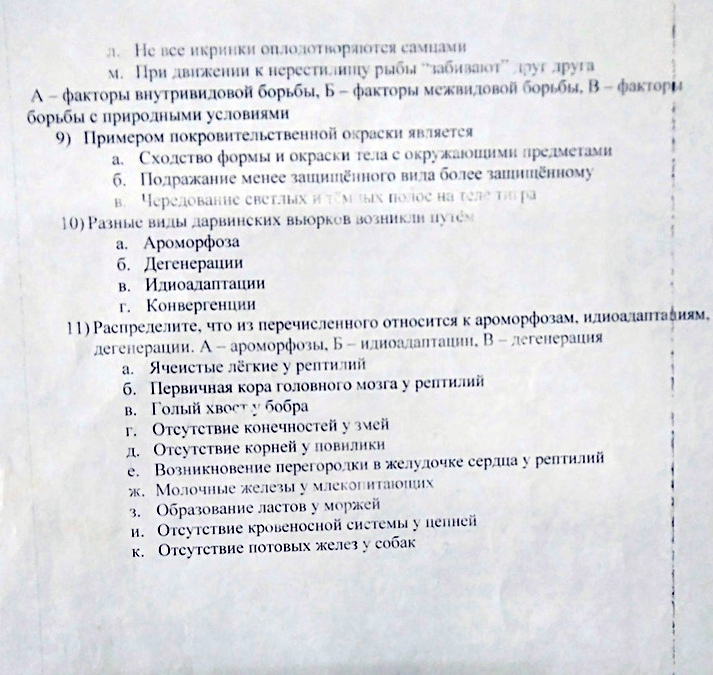 л. Не все икринки оплодотворяются самцами
м. При движении к нерестилищу рыбы “забивают” друг друга
А – факторы внутривидовой борьбы, Б – факторы межвидовой борьбы, В – факторы
борьбы с природными условиями
9) Примером покровительственной окраски является
а. Сходство формы и окраски тела с окружающими предметами
б. Подражание менее защищённого вида более защищённому
в. Чередование светлых и тёмных полос на теле тигра
10) Разные виды дарвинских вьюрков возникли путём
а. Ароморфоза
б. Дегенерации
в. Идиоадаптации
г. Конвергенции
11) Распределите, что из перечисленного относится к ароморфозам, идиоадаптациям,
дегенерации. А – ароморфозы, Б – идиоадаптации, В – дегенерация
а. Ячеистые лёгкие у рептилий
б. Первичная кора головного мозга у рептилий
в. Голый хвост у бобра
г. Отсутствие конечностей у змей
д. Отсутствие корней у повилики
е. Возникновение перегородки в желудочке сердца у рептилий
ж. Молочные железы у млекопитающих
з. Образование ластов у моржей
и. Отсутствие кровеносной системы у цепней
к. Отсутствие потовых желез у собак